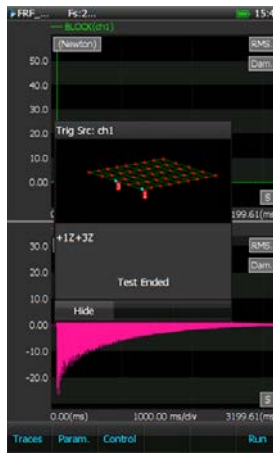 FRF_... Fs:2... 15:4
BLOCK(ch1)
(Newton) RMS.
50.0 Dam.
40.0
30.0 Trig Src: ch1
20.0
10.0
0.00
S
199.61(m
+1Z+3Z
30.0 RMS.
20.0 Dam.
Test Ended
10.0
Hide
0.00
-10.0
-20.0
S
0.00(ms) 1000.00 ms/div 3199.61(m
Traces Param. Control Run